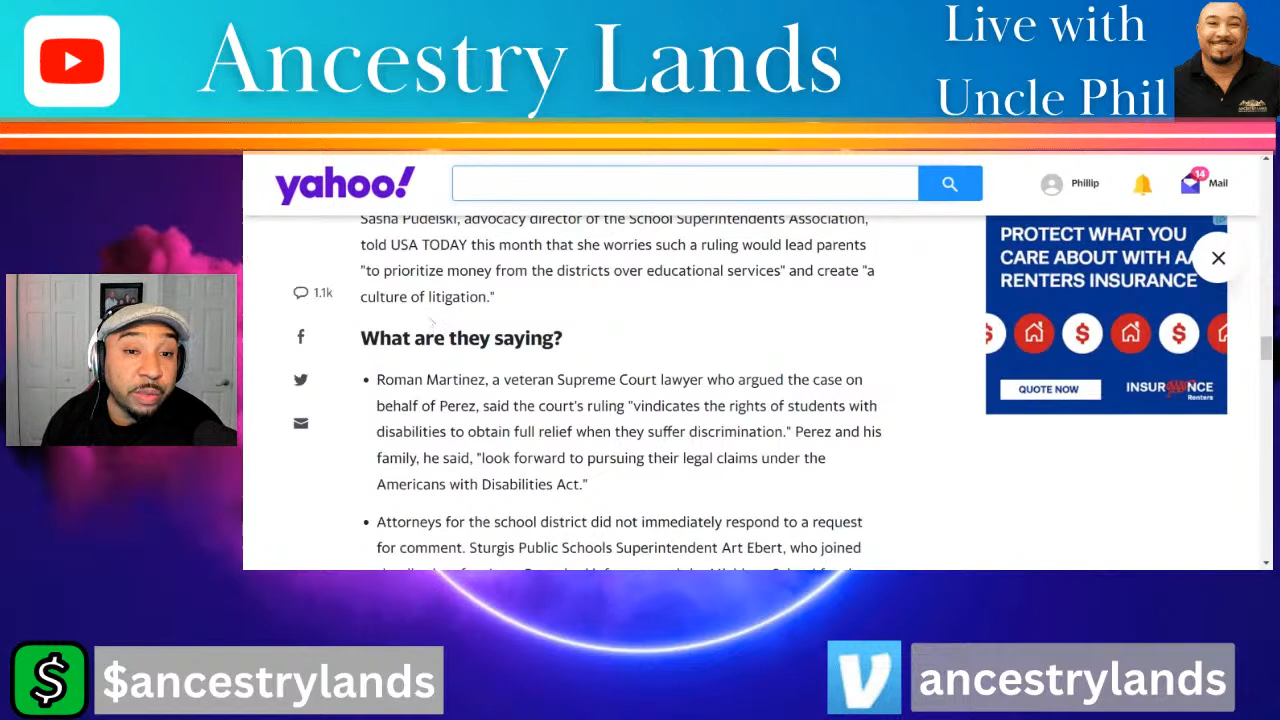 Ancestry Lands
Live with
Uncle Phil
yahoo!
Phillip
14
Mail
Sasha Pudelski, advocacy director of the School Superintendents Association,
told USA TODAY this month that she worries such a ruling would lead parents
"to prioritize money from the districts over educational services" and create "a
culture of litigation."
1.1k
What are they saying?
• Roman Martinez, a veteran Supreme Court lawyer who argued the case on
behalf of Perez, said the court's ruling "vindicates the rights of students with
disabilities to obtain full relief when they suffer discrimination." Perez and his
family, he said, "look forward to pursuing their legal claims under the
Americans with Disabilities Act."
• Attorneys for the school district did not immediately respond to a request
for comment. Sturgis Public Schools Superintendent Art Ebert, who joined
PROTECT WHAT YOU
CARE ABOUT WITH AA
RENTERS INSURANCE
QUOTE NOW
INSURANCE
Renters
$ancestrylands
ancestrylands